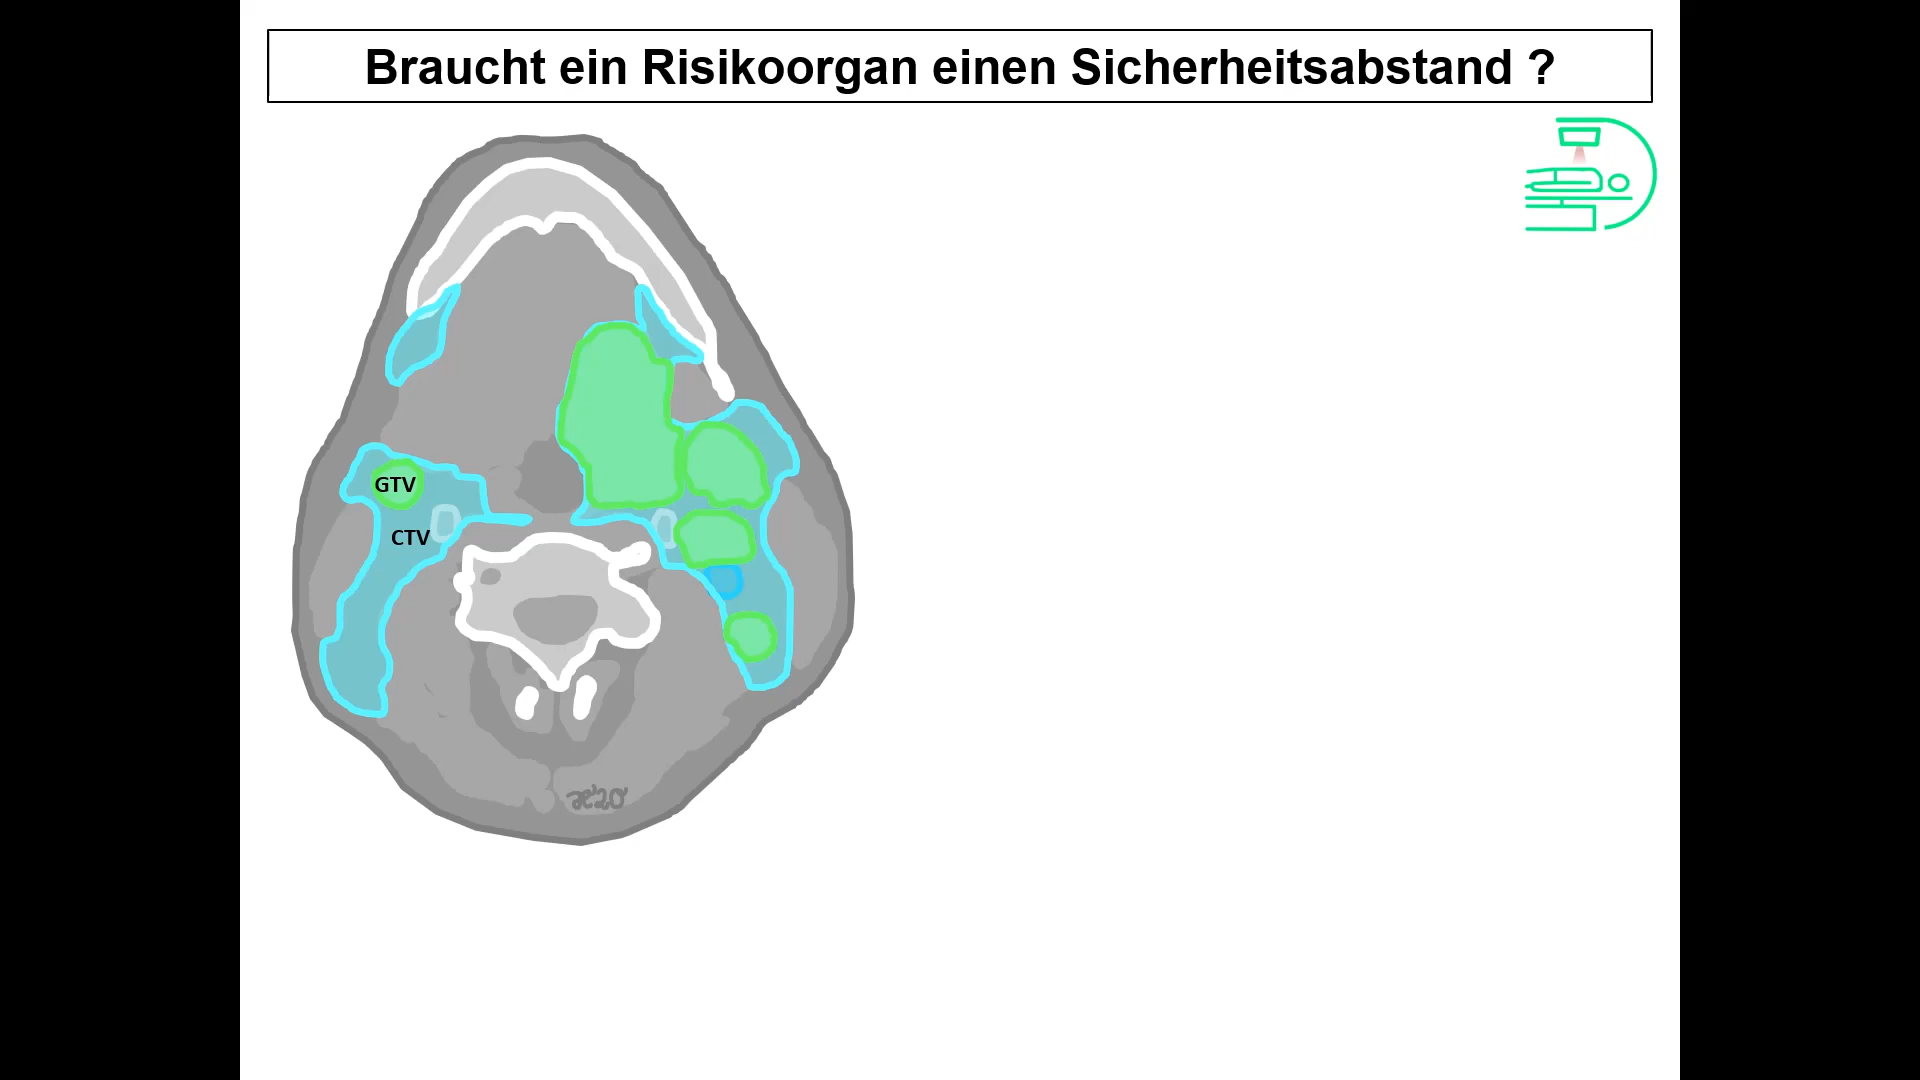 Braucht ein Risikoorgan einen Sicherheitsabstand ?
GTV
CTV